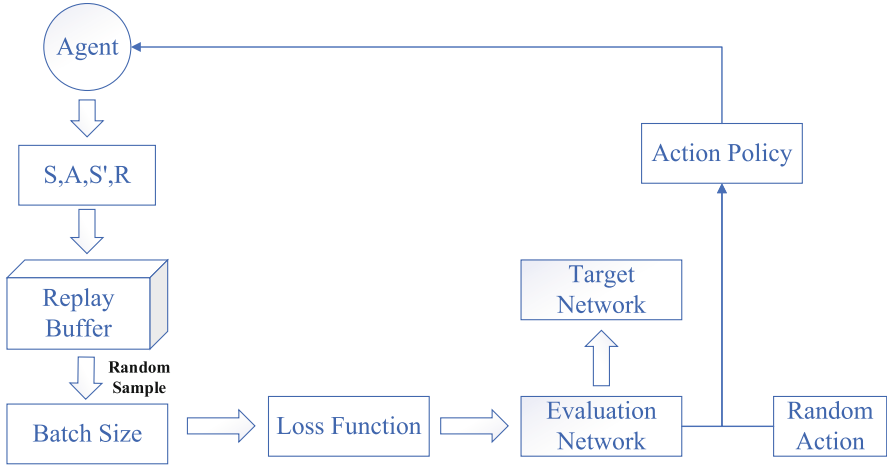 Agent
S,A,S',R
Replay
Buffer
Random
Sample
Batch Size
Loss Function
Evaluation
Network
Target
Network
Action Policy
Random
Action